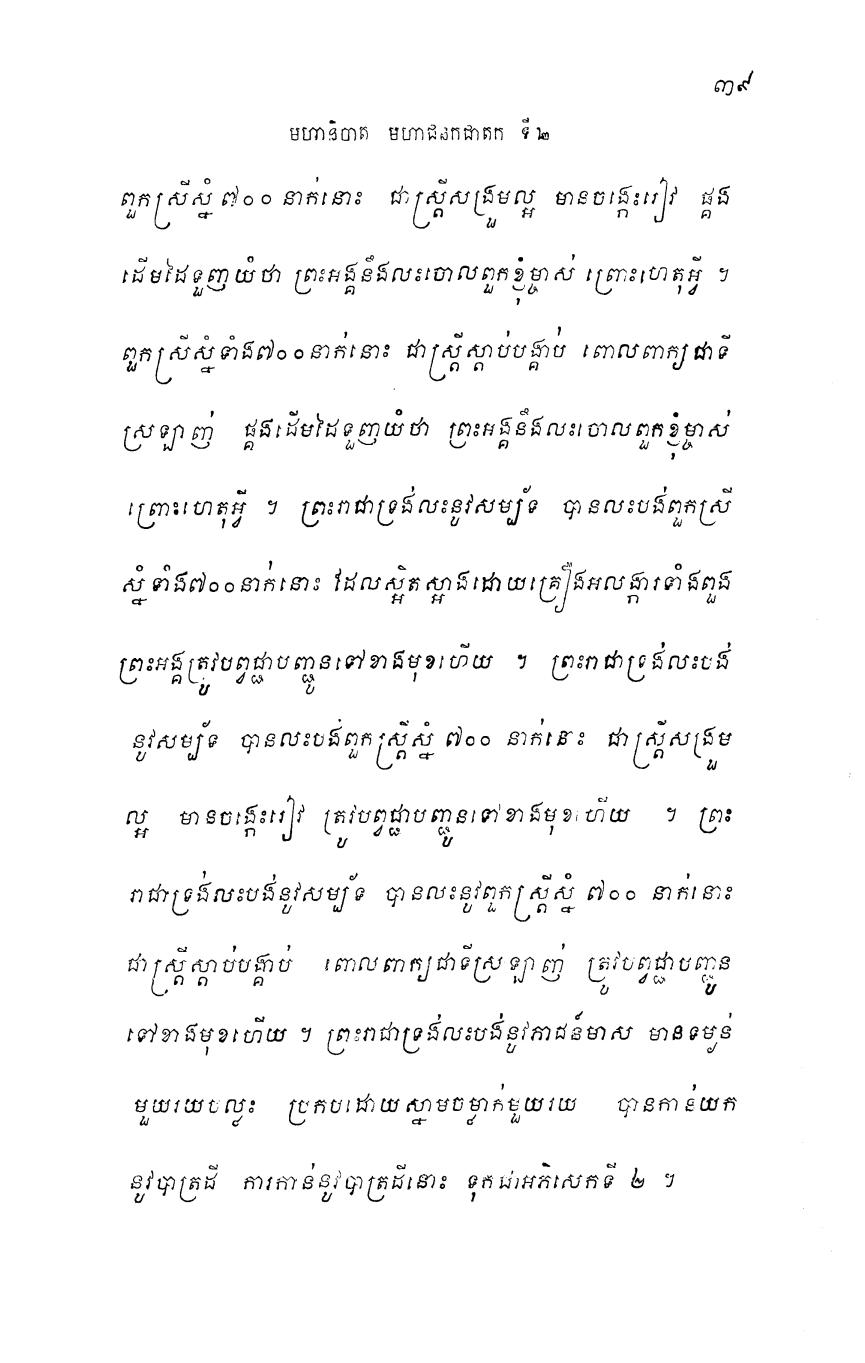 ៣៩
មហានិបាត មហាជនកជាតក ទី ២
ពួកស្រីស្នំ ៧០០ នាក់នោះ ជាស្ត្រីសង្រួមល្អ មានចង្កេះរៀវ ផ្គង
ដើមដៃទួញយំថា ព្រះអង្គនឹងលះចោលពួកខ្ញុំម្ចាស់ ព្រោះហេតុអ្វី ។
ពួកស្រីស្នំទាំង៧០០នាក់នោះ ជាស្ត្រីស្តាប់បង្គាប់ ពោលពាក្យជាទី
ស្រឡាញ់ ផ្គងដើមដៃទួញយំថា ព្រះអង្គនឹងលះចោលពួកខ្ញុំម្ចាស់
ព្រោះហេតុអ្វី ។ ព្រះរាជាទ្រង់លះនូវសម្ប័ទ បានលះបង់ពួកស្រី
ស្នំទាំង៧០០នាក់នោះ ដែលស្អិតស្អាងដោយគ្រឿងអលង្ការទាំងពួង
ព្រះអង្គត្រូវបព្វជ្ជាបញ្ជូនទៅខាងមុខហើយ ។ ព្រះរាជាទ្រង់លះបង់
នូវសម្ប័ទ បានលះបង់ពួកស្ត្រីស្នំ ៧០០ នាក់នោះ ជាស្ត្រីសង្រួម
ល្អ មានចង្កេះរៀវ ត្រូវបព្វជ្ជាបញ្ជូនទៅខាងមុខហើយ ។ ព្រះ
រាជាទ្រង់លះបង់នូវសម្ប័ទ បានលះនូវពួកស្ត្រីស្នំ ៧០០ នាក់នោះ
ជាស្ត្រីស្តាប់បង្គាប់ ពោលពាក្យជាទីស្រឡាញ់ ត្រូវបព្វជ្ជាបញ្ជូន
ទៅខាងមុខហើយ ។ ព្រះរាជាទ្រង់លះបង់នូវភាជន៍មាស មានទម្ងន់
មួយរយបល្លះ ប្រកបដោយស្នាមចម្លាក់មួយរយ បានកាន់យក
នូវបាត្រដី ការកាន់នូវបាត្រដីនោះ ទុកជាអភិសេកទី ២ ។